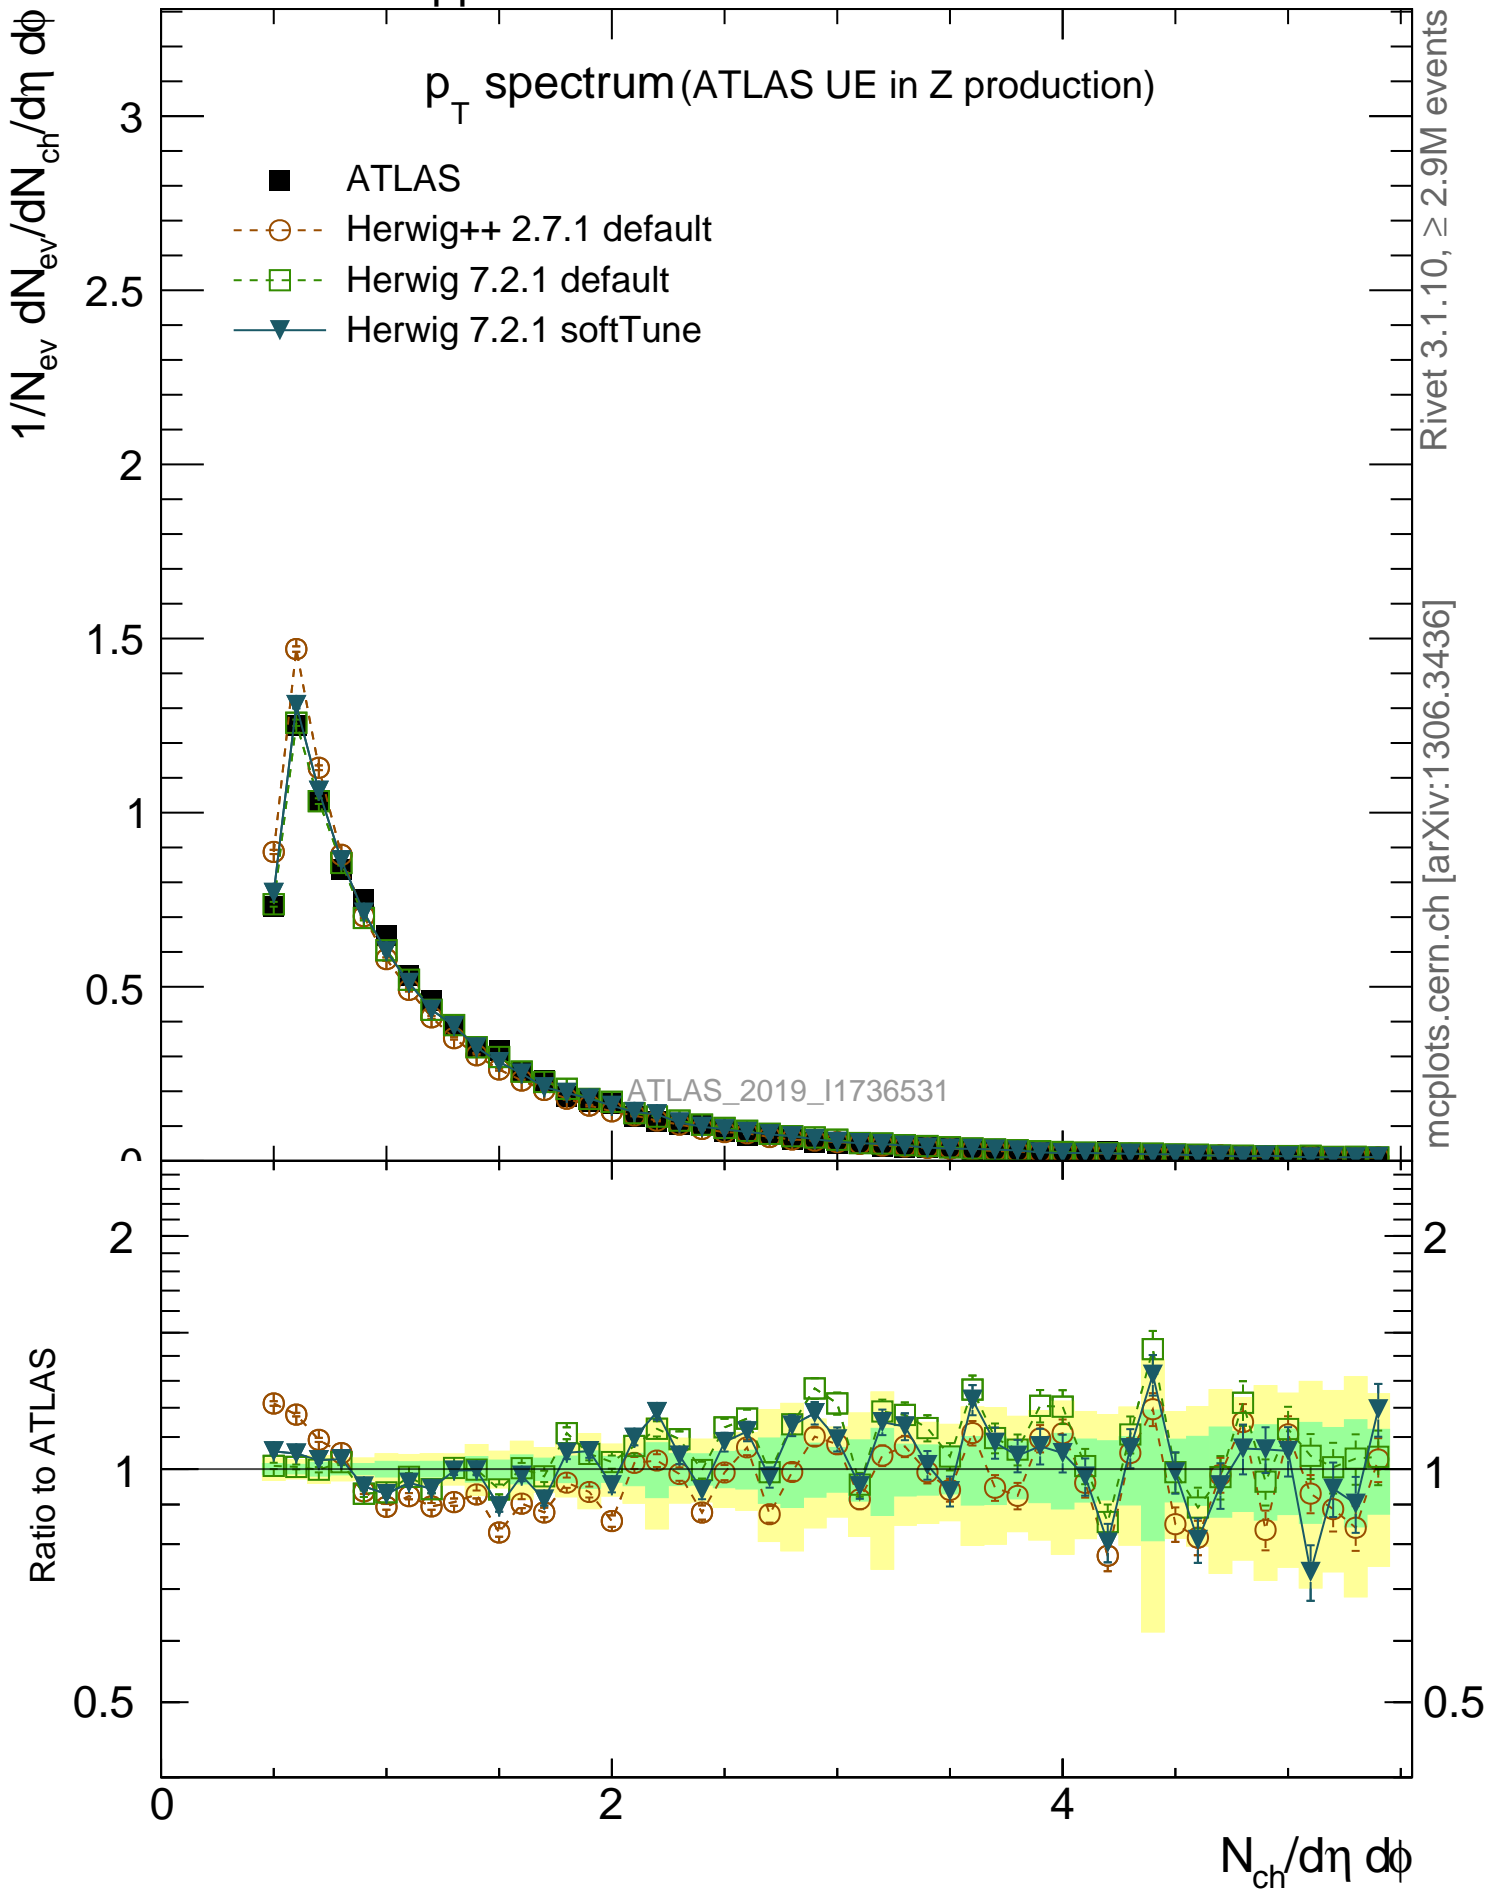 p_T spectrum (ATLAS UE in Z production)
1/N_ev dN_ev/dN_ch/dη dϕ
ATLAS
Herwig++ 2.7.1 default
Herwig 7.2.1 default
Herwig 7.2.1 softTune
3
2.5
2
1.5
1
0.5
0
ATLAS_2019_I1736531
Rivet 3.1.10, ≥ 2.9M events
mcplots.cern.ch [arXiv:1306.3436]
Ratio to ATLAS
2
1
0.5
2
1
0.5
0
2
4
N_ch/dη dϕ